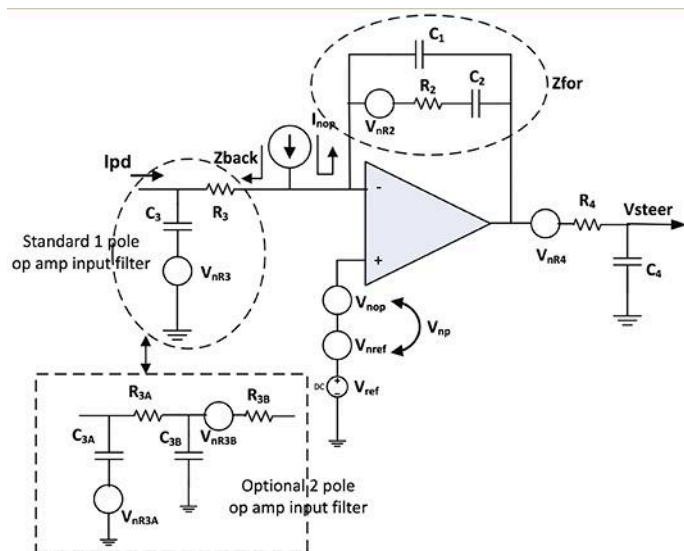 C1
Zfor
R2
C2
VnR2
Inop
Ipd
Zback
R3
C3
-
+
Standard 1 pole
op amp input filter
VnR3
R4
Vsteer
VnR4
C4
Vnop
Vnp
Vnref
DC
+
-
Vref
R3A
R3B
C3A
C3B
VnR3B
VnR3A
Optional 2 pole
op amp input filter